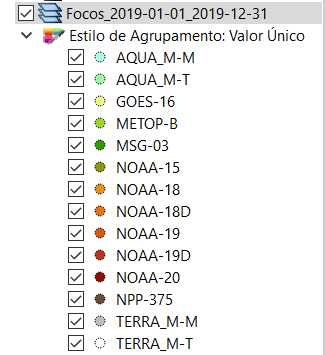 Focos_2019-01-01_2019-12-31
Estilo de Agrupamento: Valor Único
AQUA_M-M
AQUA_M-T
GOES-16
METOP-B
MSG-03
NOAA-15
NOAA-18
NOAA-18D
NOAA-19
NOAA-19D
NOAA-20
NPP-375
TERRA_M-M
TERRA_M-T